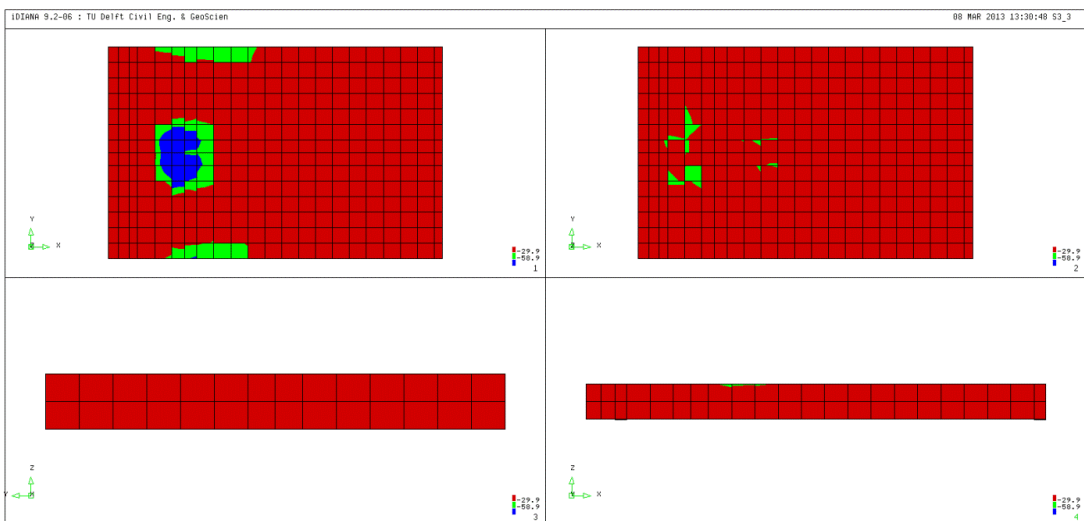 iDIANA 9.2-06 : TU Delft Civil Eng. & GeoScien
08 MAR 2013 13:30:48 S3_3
Y
Z
X
-29.9
-58.9
1
Y
Z
X
-29.9
-58.9
2
Z
Y
X
-29.9
-58.9
3
Z
Y
X
-29.9
-58.9
4